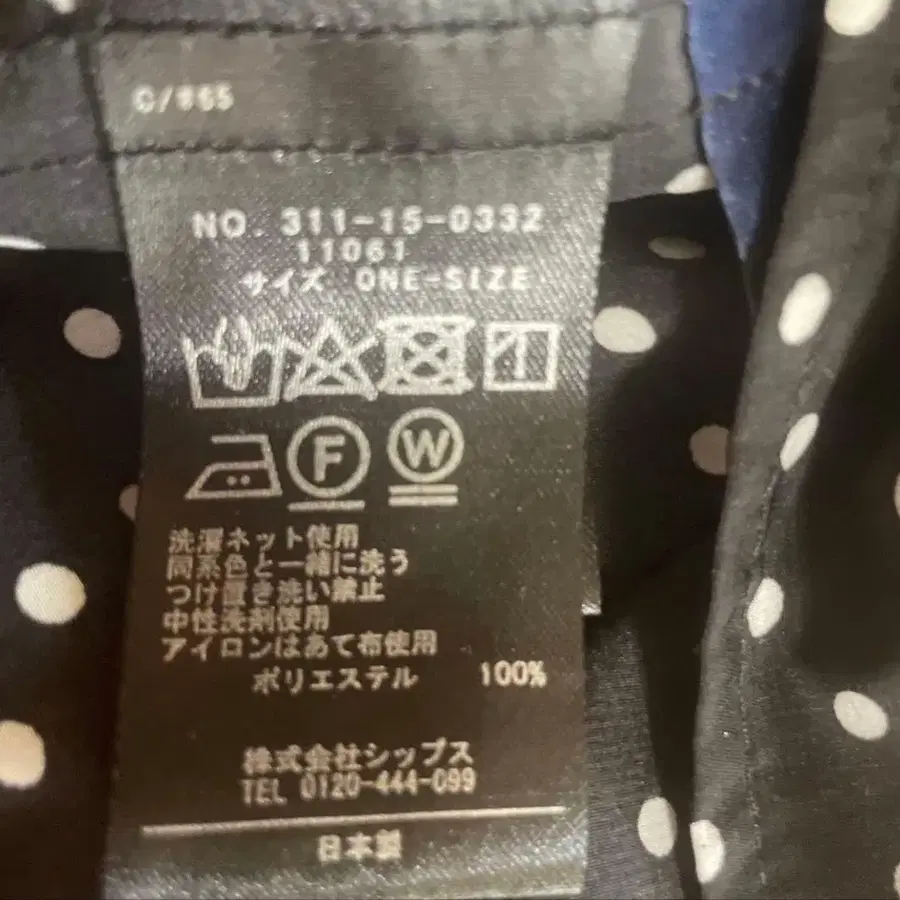 C/#65
NO. 311-15-0332
11061
サイズ ONE-SIZE
F W
洗濯ネット使用
同系色と一緒に洗う
つけ置き洗い禁止
中性洗剤使用
アイロンはあて布使用
ポリエステル 100%
株式会社シップス
TEL 0120-444-099
日本製